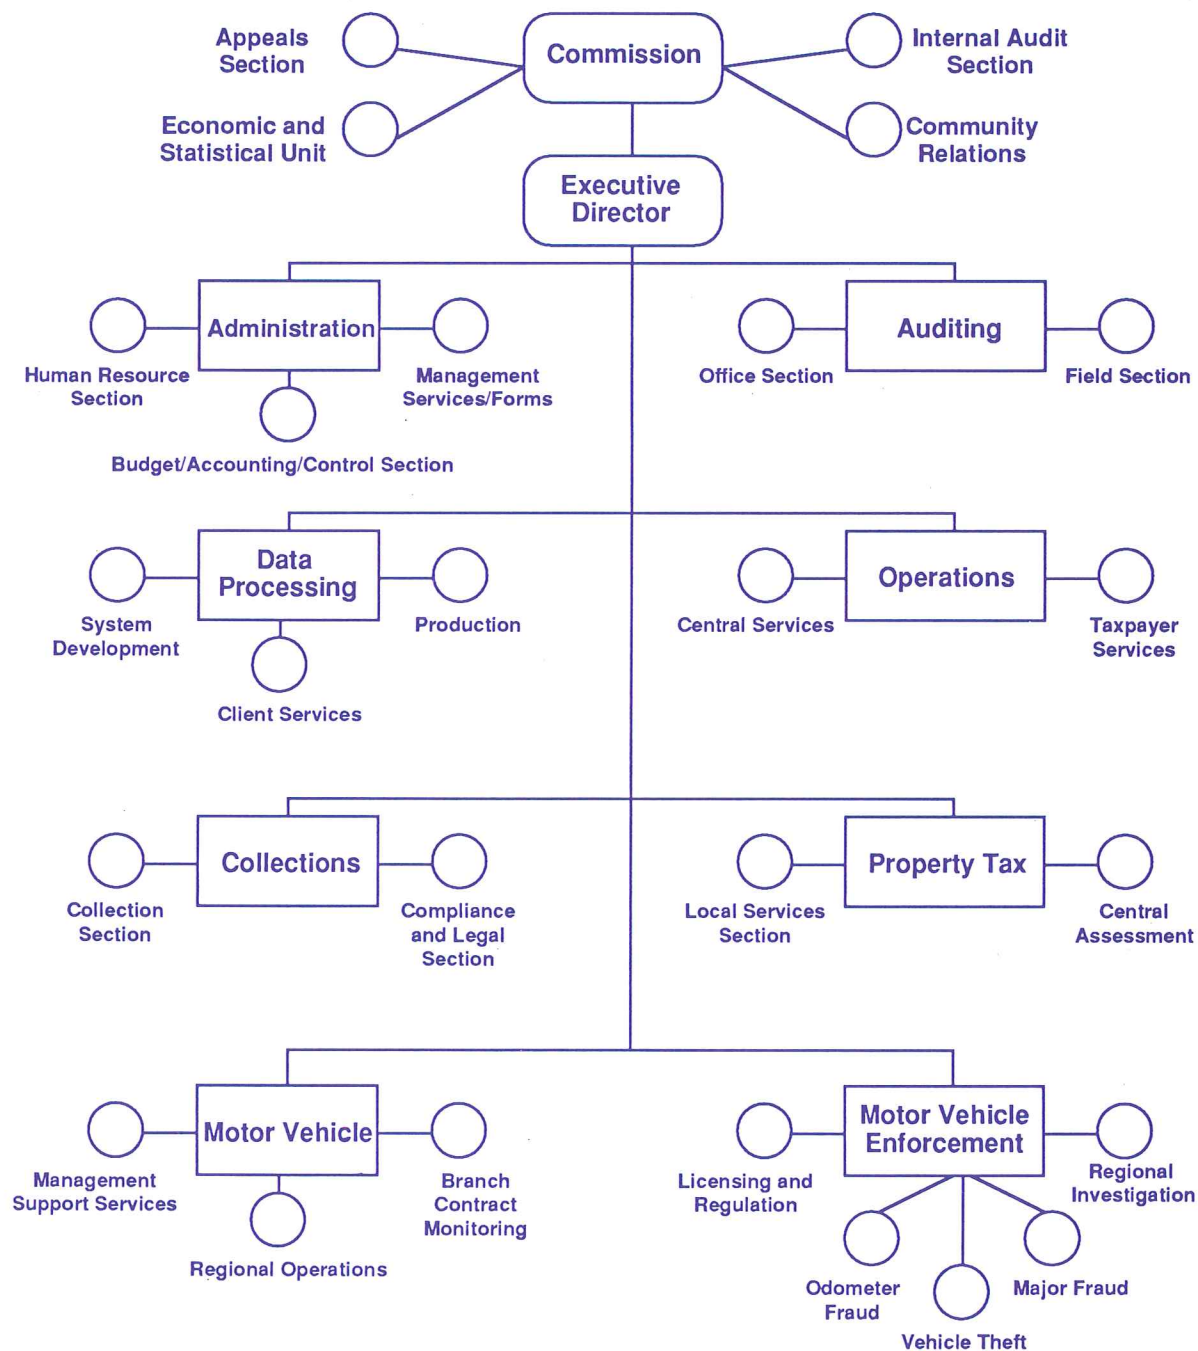 Appeals
Section
Commission
Internal Audit
Section
Economic and
Statistical Unit
Community
Relations
Executive
Director
Administration
Auditing
Human Resource
Section
Management
Services/Forms
Office Section
Field Section
Budget/Accounting/Control Section
Data
Processing
Operations
System
Development
Production
Central Services
Taxpayer
Services
Client Services
Collections
Property Tax
Collection
Section
Compliance
and Legal
Section
Local Services
Section
Central
Assessment
Motor Vehicle
Motor Vehicle
Enforcement
Management
Support Services
Branch
Contract
Monitoring
Licensing and
Regulation
Regional
Investigation
Regional Operations
Odometer
Fraud
Major Fraud
Vehicle Theft